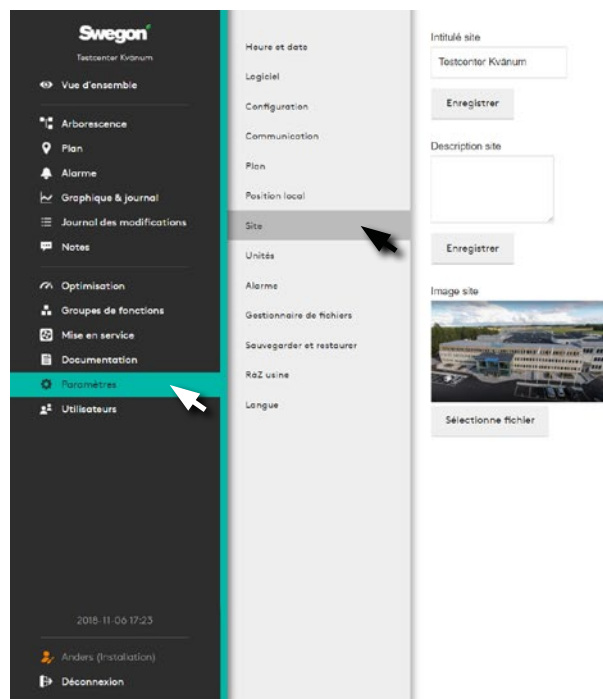 Swegon
Testcenter Kvänum
Vue d'ensemble
Arborescence
Plan
Alarme
Graphique & journal
Journal des modifications
Notes
Optimisation
Groupes de fonctions
Mise en service
Documentation
Paramètres
Utilisateurs
2018-11-06 17:23
Anders (Installation)
Déconnexion
Heure et date
Logiciel
Configuration
Communication
Plan
Position local
Site
Unités
Alarme
Gestionnaire de fichiers
Sauvegarder et restaurer
RàZ usine
Langue
Intitulé site
Testcenter Kvänum
Enregistrer
Description site
Enregistrer
Image site
Sélectionne fichier